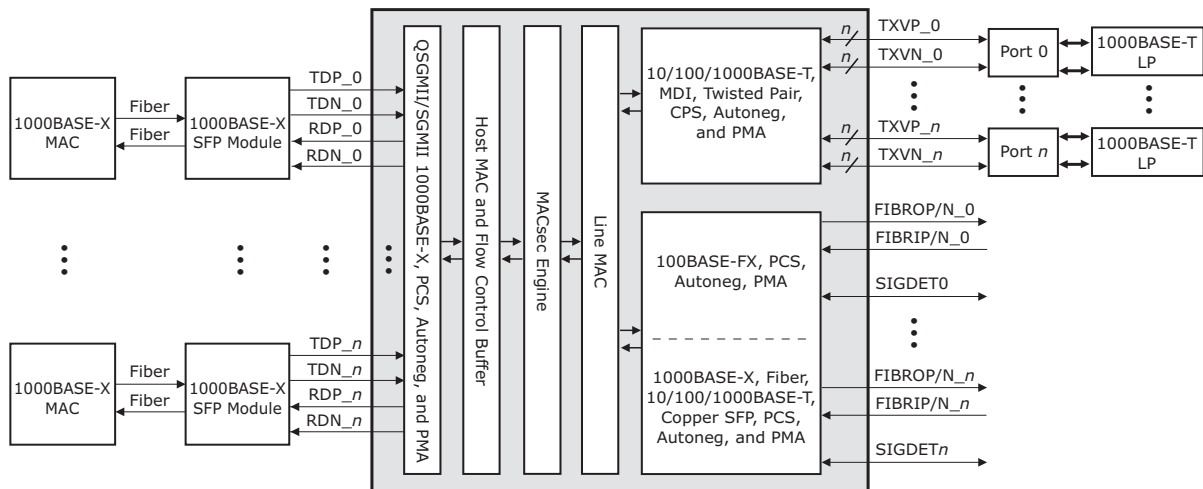 1000BASE-X
MAC
Fiber
Fiber
1000BASE-X
SFP Module
TDP_0
TDN_0
RDP_0
RDN_0
1000BASE-X
MAC
Fiber
Fiber
1000BASE-X
SFP Module
TDP_n
TDN_n
RDP_n
RDN_n
QSGMII/SGMII 1000BASE-X, PCS, Autoneg, and PMA
Host MAC and Flow Control Buffer
MACsec Engine
Line MAC
10/100/1000BASE-T,
MDI, Twisted Pair,
CPS, Autoneg,
and PMA
100BASE-FX, PCS,
Autoneg, PMA
1000BASE-X, Fiber,
10/100/1000BASE-T,
Copper SFP, PCS,
Autoneg, and PMA
n
TXVP_0
n
TXVN_0
n
TXVP_n
n
TXVN_n
Port 0
1000BASE-T
LP
Port n
1000BASE-T
LP
FIBROP/N_0
FIBRIP/N_0
SIGDET0
FIBROP/N_n
FIBRIP/N_n
SIGDETn